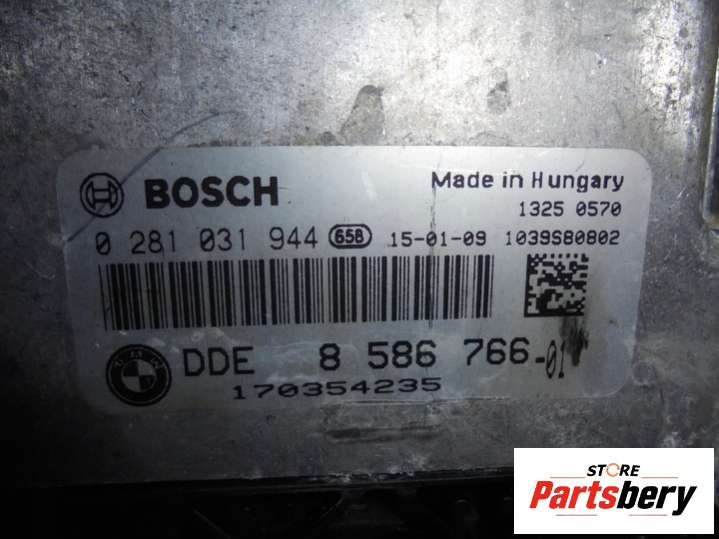 BOSCH
Made in Hungary
1325 0570
0 281 031 944 658 15-01-09 1039S80802
BMW
DDE 8 586 766-01
170354235
STORE
Partsbery